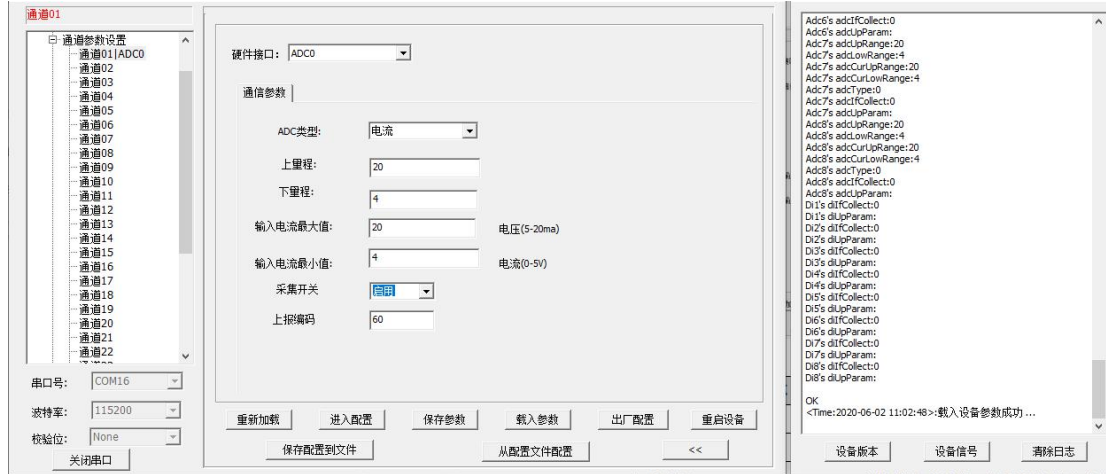 通道01
通道参数设置
通道01|ADC0
通道02
通道03
通道04
通道05
通道06
通道07
通道08
通道09
通道10
通道11
通道12
通道13
通道14
通道15
通道16
通道17
通道18
通道19
通道20
通道21
通道22
串口号: COM16
波特率: 115200
校验位: None
关闭串口
硬件接口: ADC0
通信参数
ADC类型: 电流
上里程: 20
下里程: 4
输入电流最大值: 20 电压(5-20ma)
输入电流最小值: 4 电流(0-5V)
采集开关 启用
上报编码 60
重新加载 进入配置 保存参数 载入参数 出厂配置 重启设备
保存配置到文件 从配置文件配置 <<
Adc6's adcIfCollect:0
Adc6's adcUpParam:
Adc7's adcUpRange:20
Adc7's adcLowRange:4
Adc7's adcCurUpRange:20
Adc7's adcCurLowRange:4
Adc7's adcType:0
Adc7's adcIfCollect:0
Adc7's adcUpParam:
Adc8's adcUpRange:20
Adc8's adcLowRange:4
Adc8's adcCurUpRange:20
Adc8's adcCurLowRange:4
Adc8's adcType:0
Adc8's adcIfCollect:0
Adc8's adcUpParam:
Di1's diIfCollect:0
Di1's diUpParam:
Di2's diIfCollect:0
Di2's diUpParam:
Di3's diIfCollect:0
Di3's diUpParam:
Di4's diIfCollect:0
Di4's diUpParam:
Di5's diIfCollect:0
Di5's diUpParam:
Di6's diIfCollect:0
Di6's diUpParam:
Di7's diIfCollect:0
Di7's diUpParam:
Di8's diIfCollect:0
Di8's diUpParam:
OK
<Time:2020-06-02 11:02:48>:载入设备参数成功 ...
设备版本 设备信号 清除日志